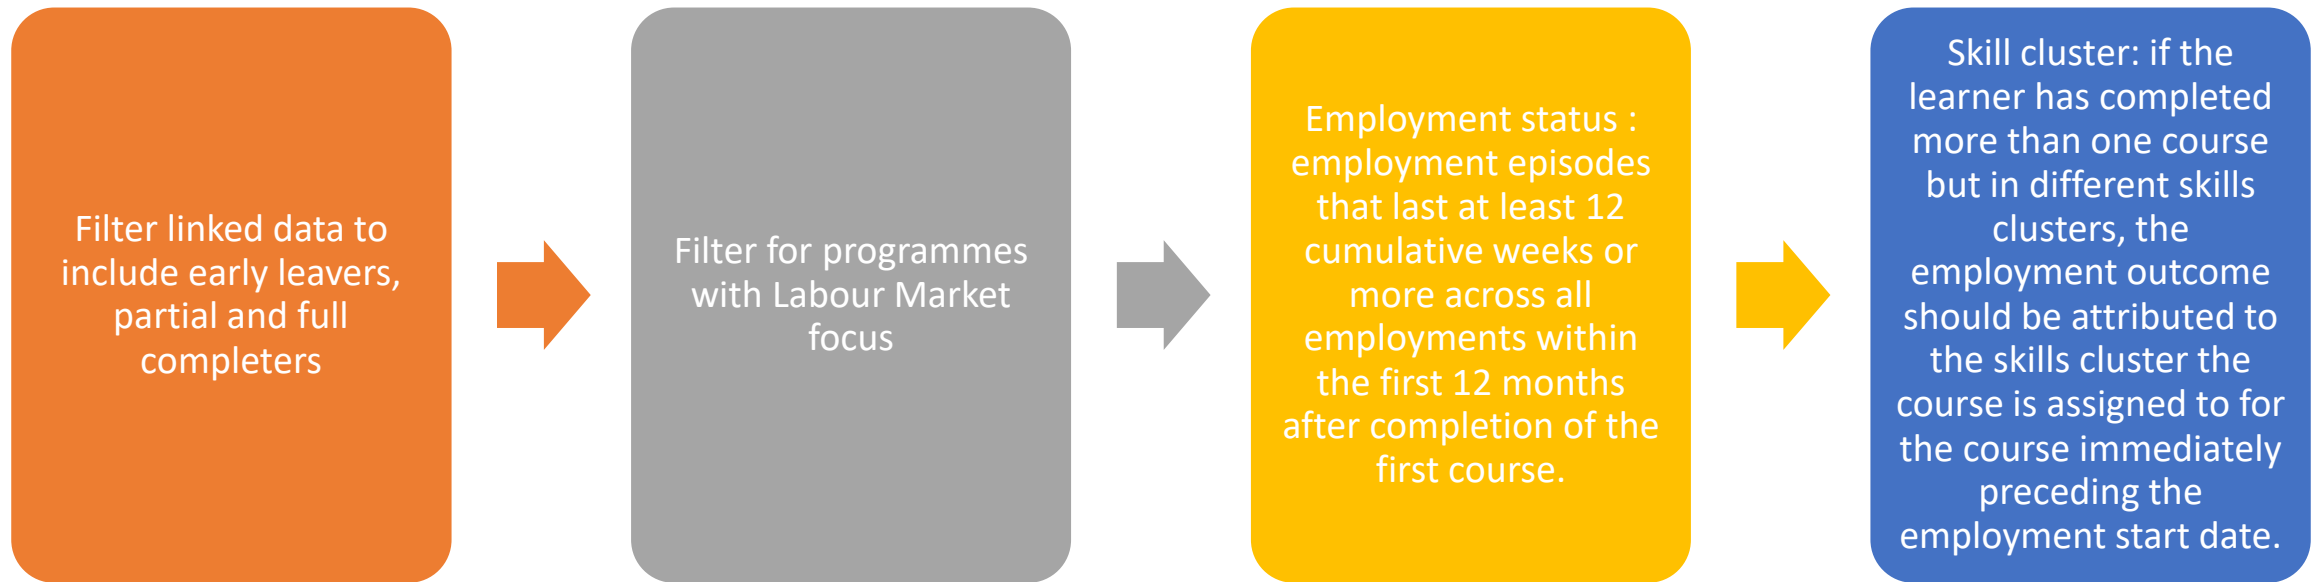 Filter linked data to
include early leavers,
partial and full
completers
Filter for programmes
with Labour Market
focus
Employment status :
employment episodes
that last at least 12
cumulative weeks or
more across all
employments within
the first 12 months
after completion of the
first course.
Skill cluster: if the
learner has completed
more than one course
but in different skills
clusters, the
employment outcome
should be attributed to
the skills cluster the
course is assigned to for
the course immediately
preceding the
employment start date.